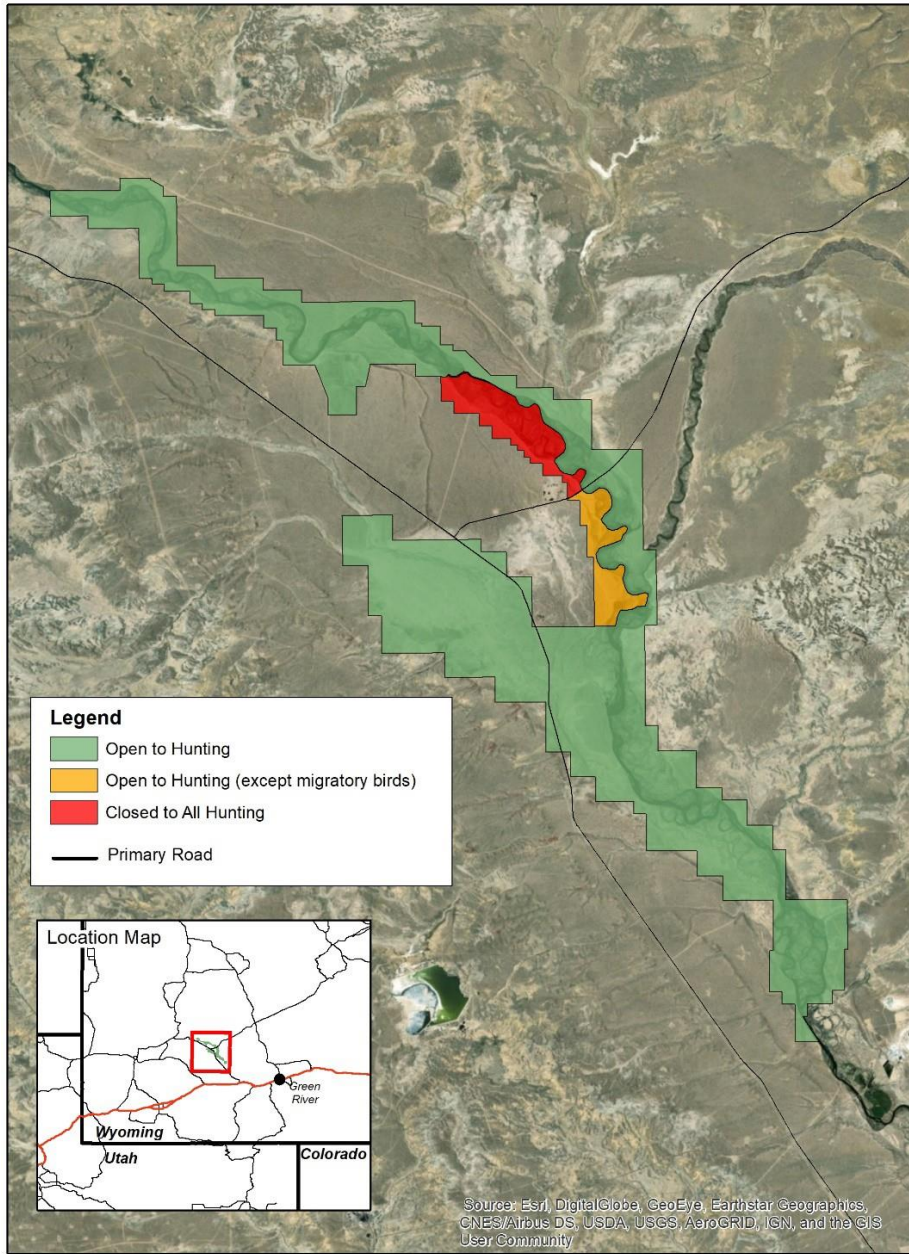 Legend
Open to Hunting
Open to Hunting (except migratory birds)
Closed to All Hunting
Primary Road
Location Map
Green
River
Wyoming
Utah
Colorado
Source: Esri, DigitalGlobe, GeoEye, Earthstar Geographics,
CNES/Airbus DS, USDA, USGS, AeroGRID, IGN, and the GIS
User Community